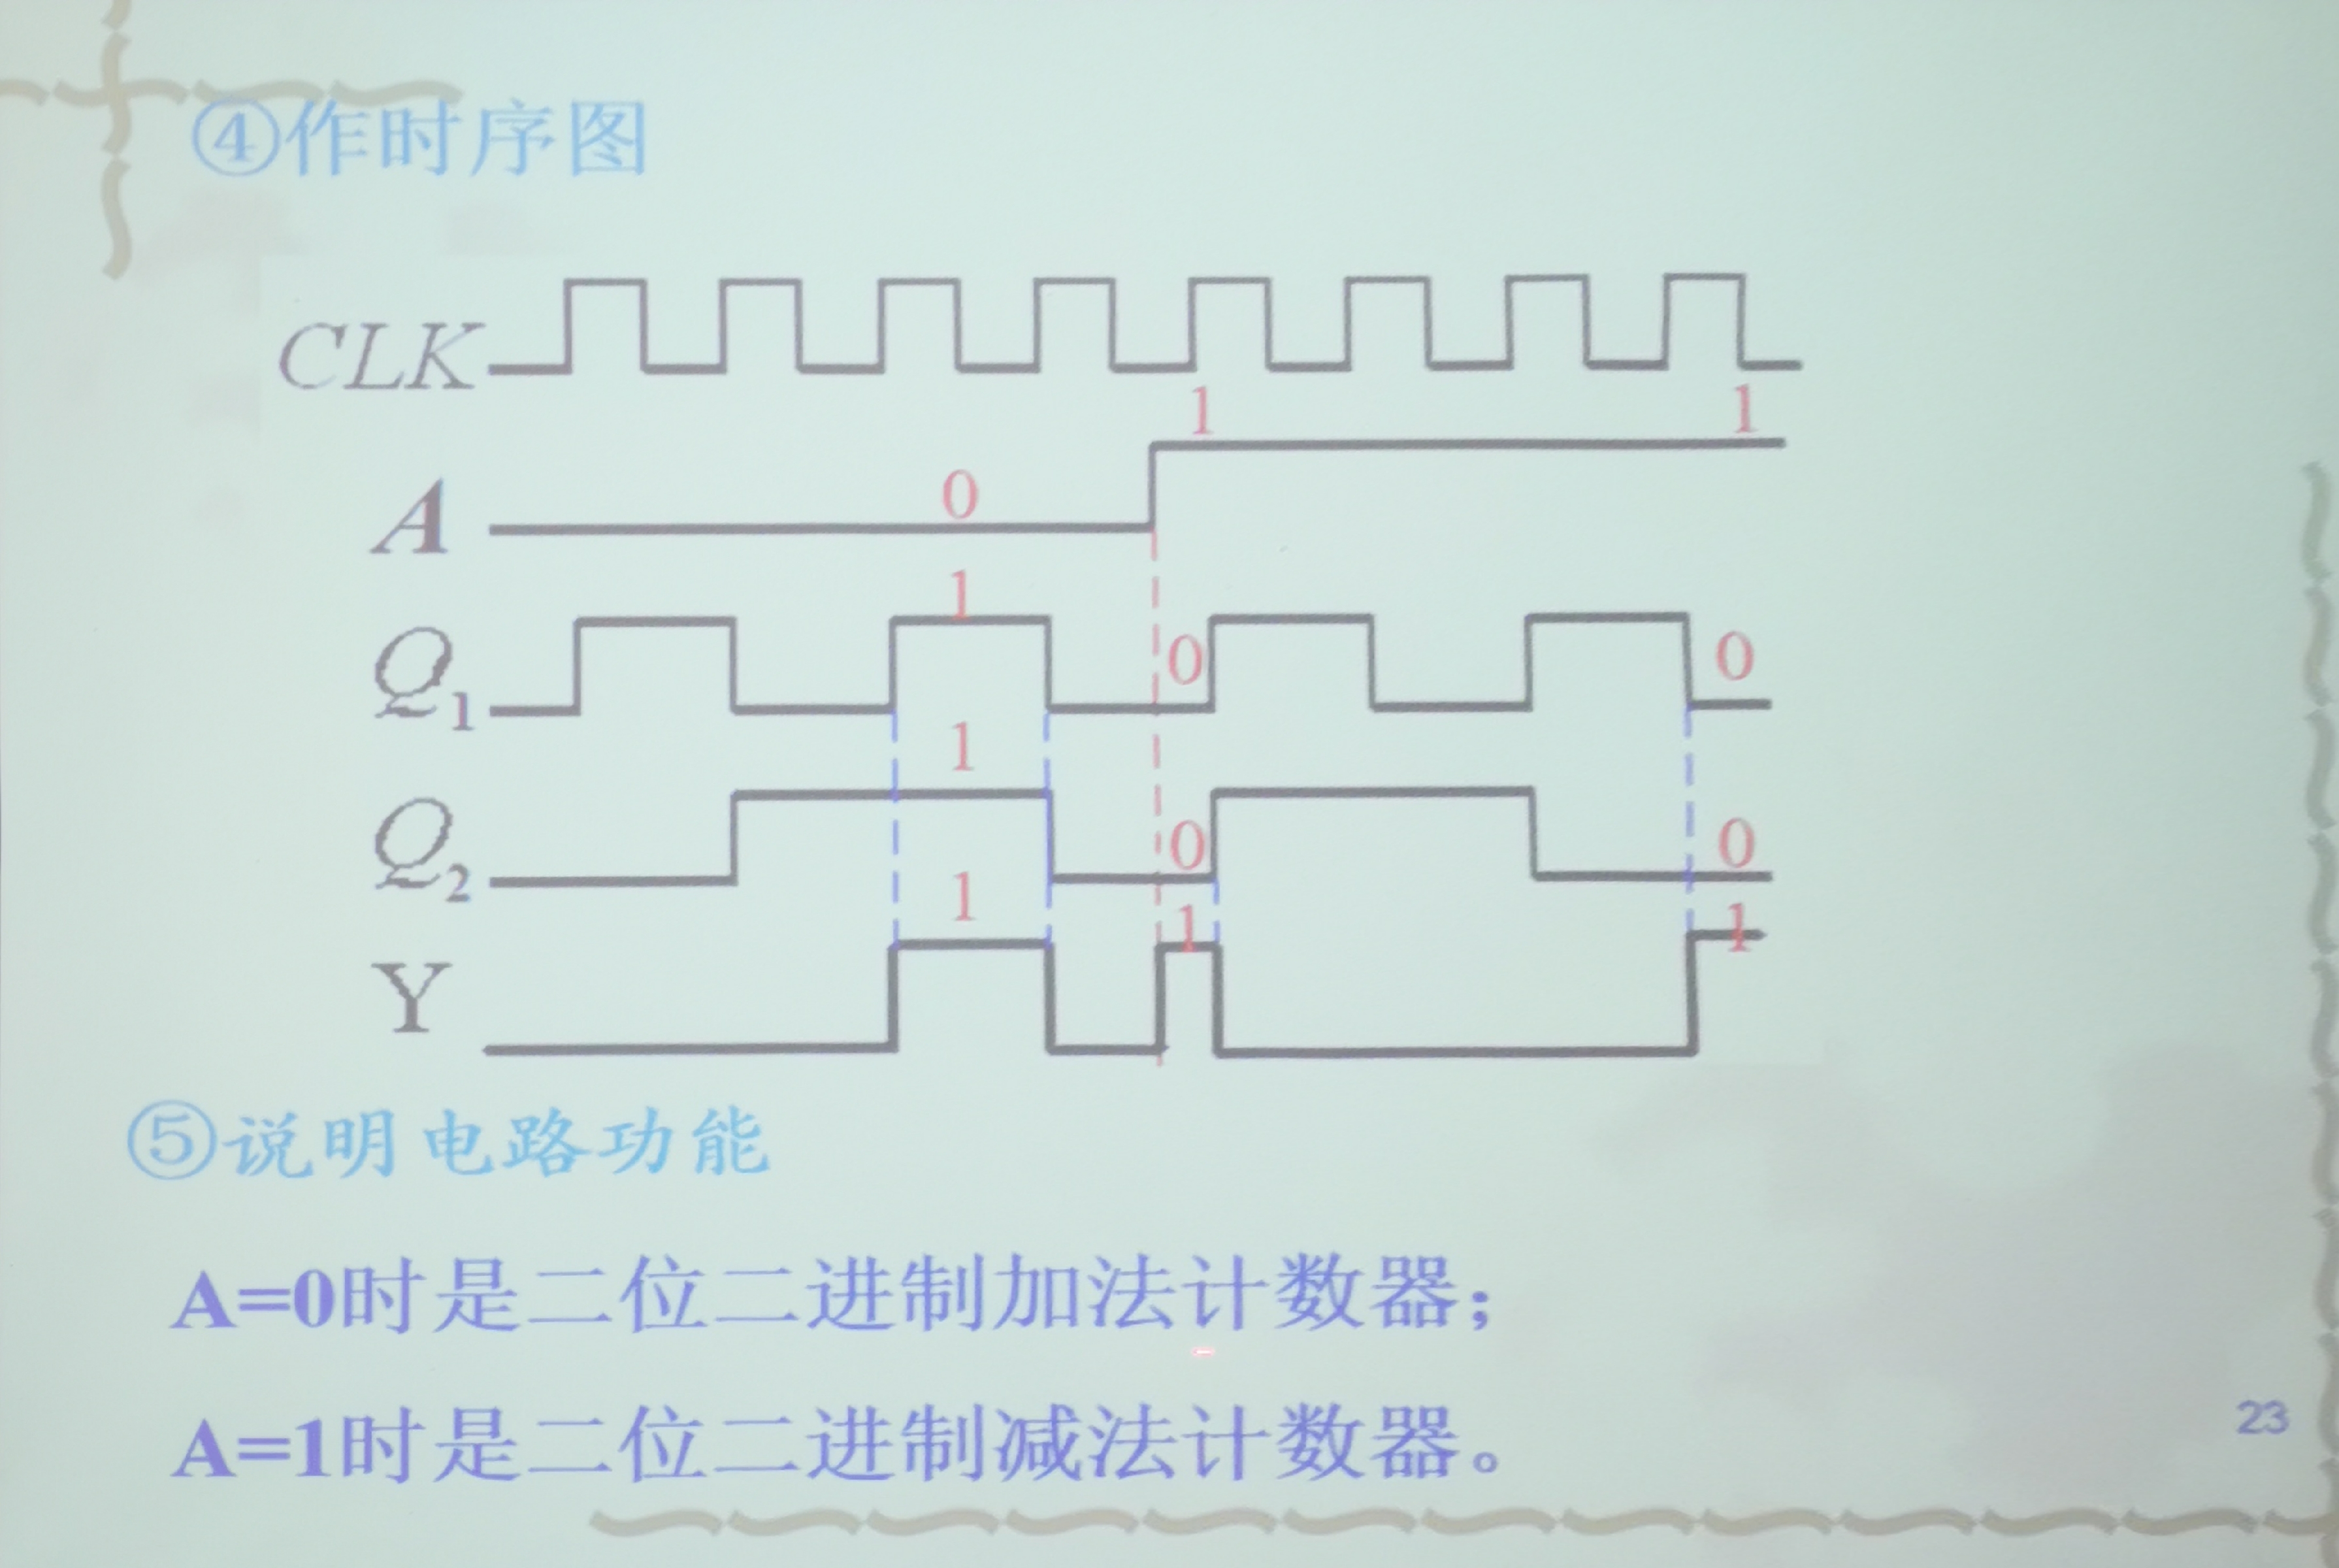 ④作时序图
CLK
1 1
A 0
1
Q1 0 0
1
Q2 0 0
1 1 1
Y
⑤说明电路功能
A=0时是二位二进制加法计数器;
A=1时是二位二进制减法计数器。
23